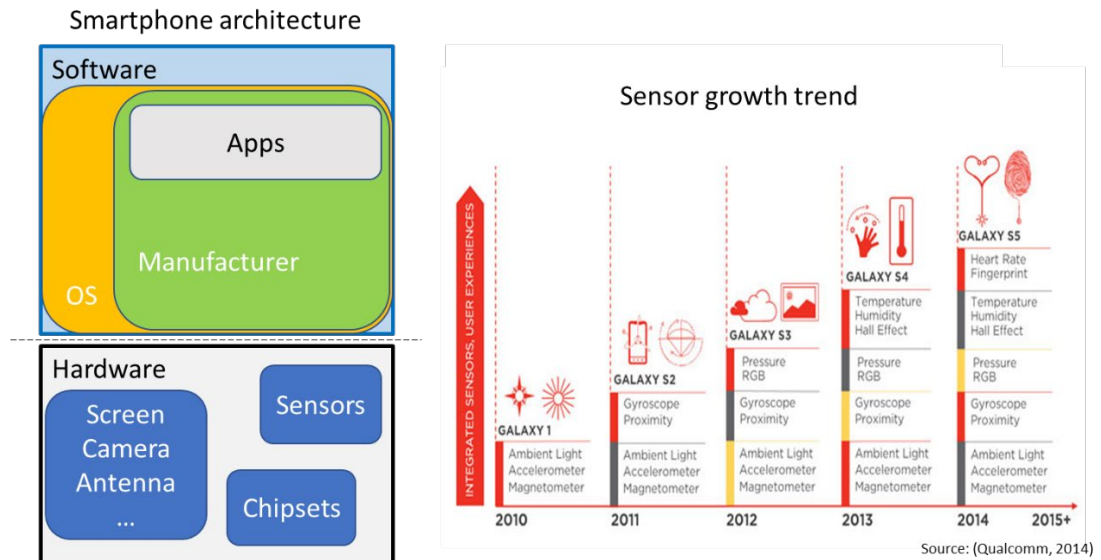 Smartphone architecture
Software
Apps
Manufacturer
OS
Hardware
Screen
Camera
Antenna
...
Sensors
Chipsets
Sensor growth trend
INTEGRATED SENSORS, USER EXPERIENCES
GALAXY 1
Ambient Light
Accelerometer
Magnetometer
GALAXY S2
Gyroscope
Proximity
Ambient Light
Accelerometer
Magnetometer
GALAXY S3
Pressure
RGB
Gyroscope
Proximity
Ambient Light
Accelerometer
Magnetometer
GALAXY S4
Temperature
Humidity
Hall Effect
Pressure
RGB
Gyroscope
Proximity
Ambient Light
Accelerometer
Magnetometer
GALAXY S5
Heart Rate
Fingerprint
Temperature
Humidity
Hall Effect
Pressure
RGB
Gyroscope
Proximity
Ambient Light
Accelerometer
Magnetometer
2010 2011 2012 2013 2014 2015+
Source: (Qualcomm, 2014)